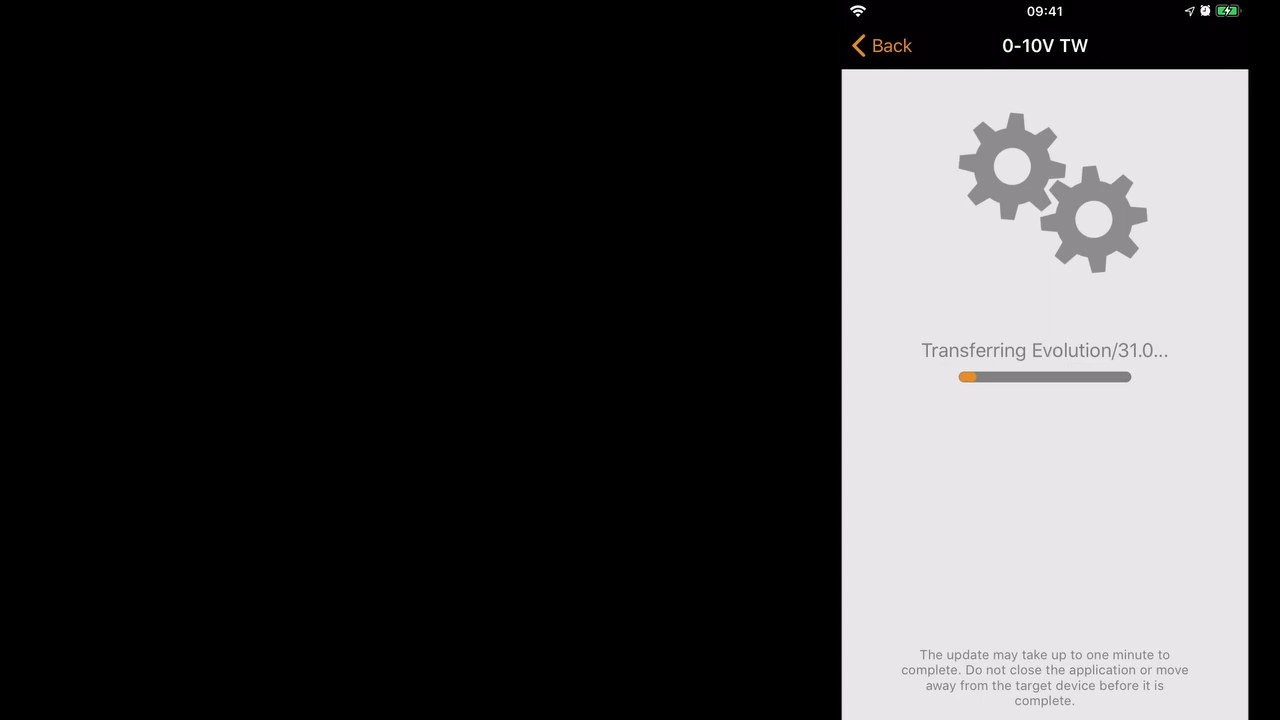 09:41
Back
0-10V TW
Transferring Evolution/31.0...
The update may take up to one minute to
complete. Do not close the application or move
away from the target device before it is
complete.